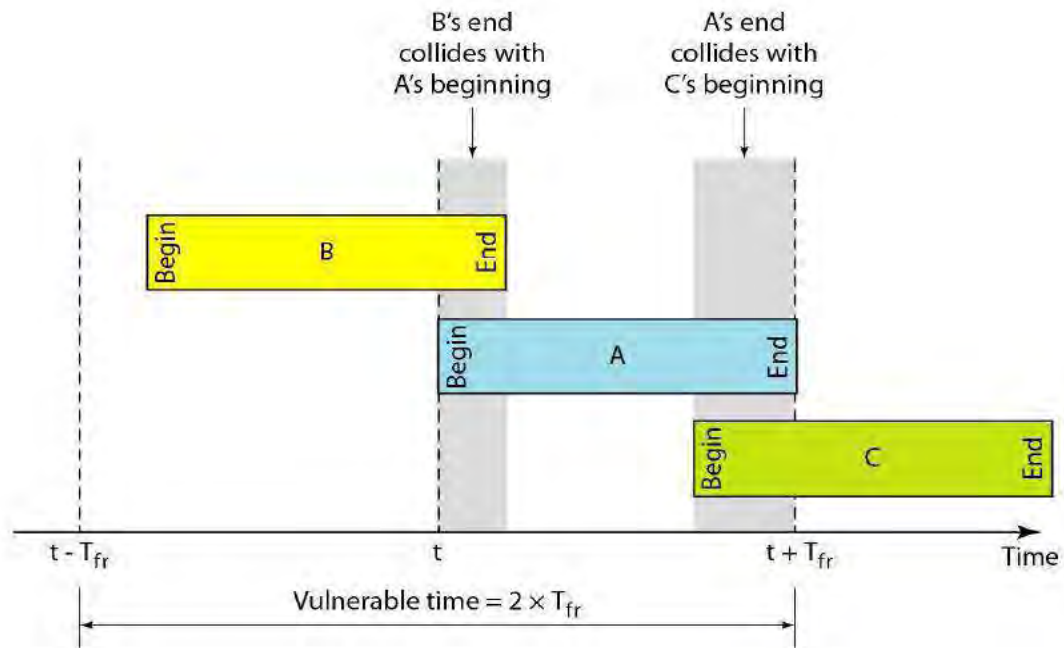 B's end
collides with
A's beginning
A's end
collides with
C's beginning
Begin
B
End
Begin
A
End
Begin
C
End
t - Tfr
t
t + Tfr
Time
Vulnerable time = 2 × Tfr